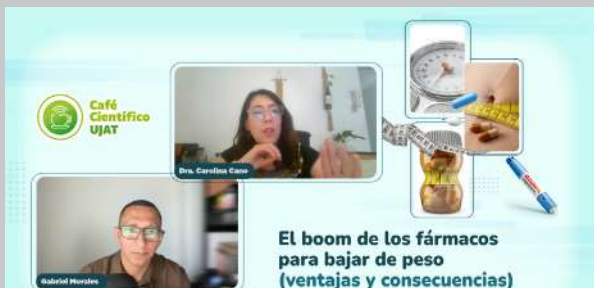 Café
Científico
UJAT
Dra. Carolina Cano
Gabriel Morales
El boom de los fármacos
para bajar de peso
(ventajas y consecuencias)